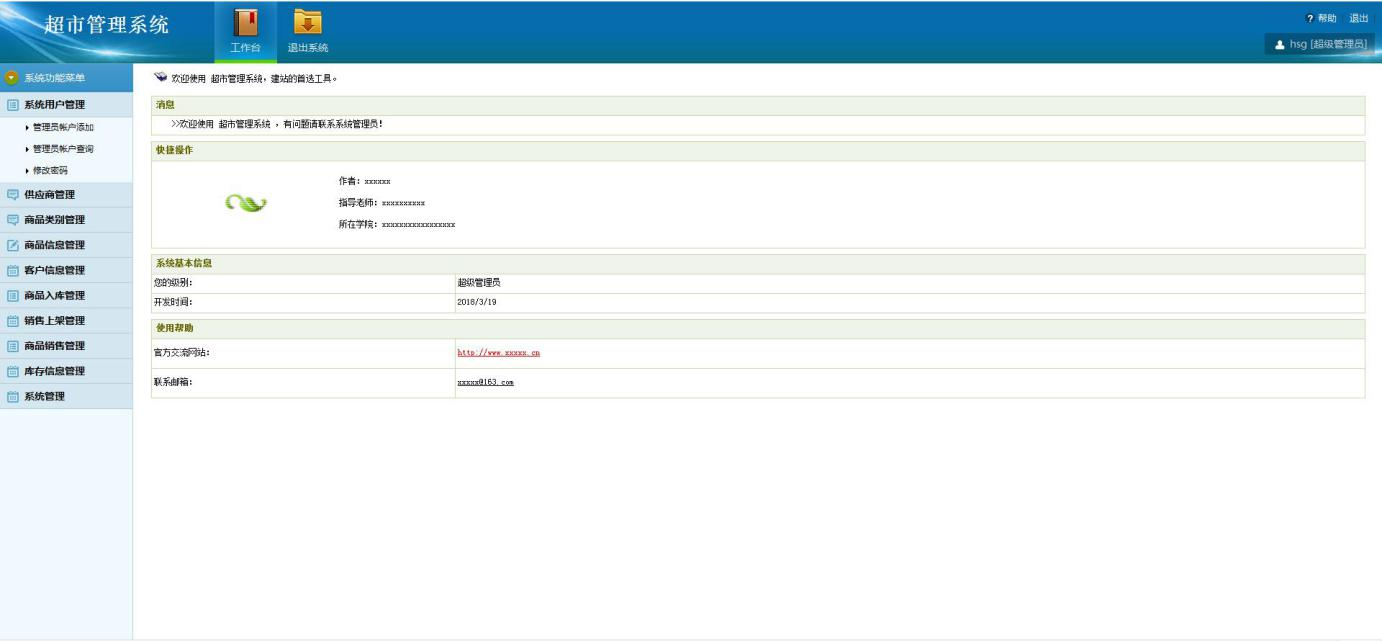 超市管理系统
工作台
退出系统
? 帮助 退出
hsg [超级管理员]
系统功能菜单
系统用户管理
管理员帐户添加
管理员帐户查询
修改密码
供应商管理
商品类别管理
商品信息管理
客户信息管理
商品入库管理
销售上架管理
商品销售管理
库存信息管理
系统管理
欢迎使用 超市管理系统，建站的首选工具。
消息
>>欢迎使用 超市管理系统 ，有问题请联系系统管理员!
快捷操作
作者: xxxxxx
指导老师: xxxxxxxxxx
所在学院: xxxxxxxxxxxxxxxxx
系统基本信息
您的级别: 超级管理员
开发时间: 2018/3/19
使用帮助
官方交流网站: http://www.xxxxx.cn
联系邮箱: xxxxx@163.com